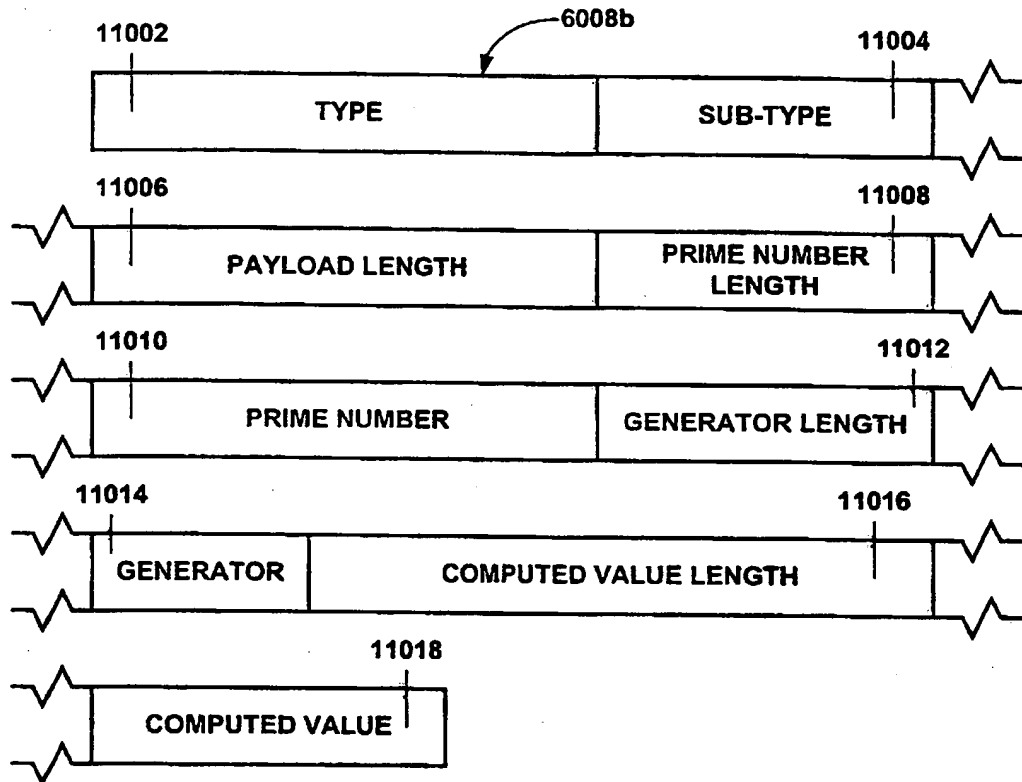 6008b
11002
11004
TYPE
SUB-TYPE
11006
11008
PAYLOAD LENGTH
PRIME NUMBER
LENGTH
11010
11012
PRIME NUMBER
GENERATOR LENGTH
11014
11016
GENERATOR
COMPUTED VALUE LENGTH
11018
COMPUTED VALUE